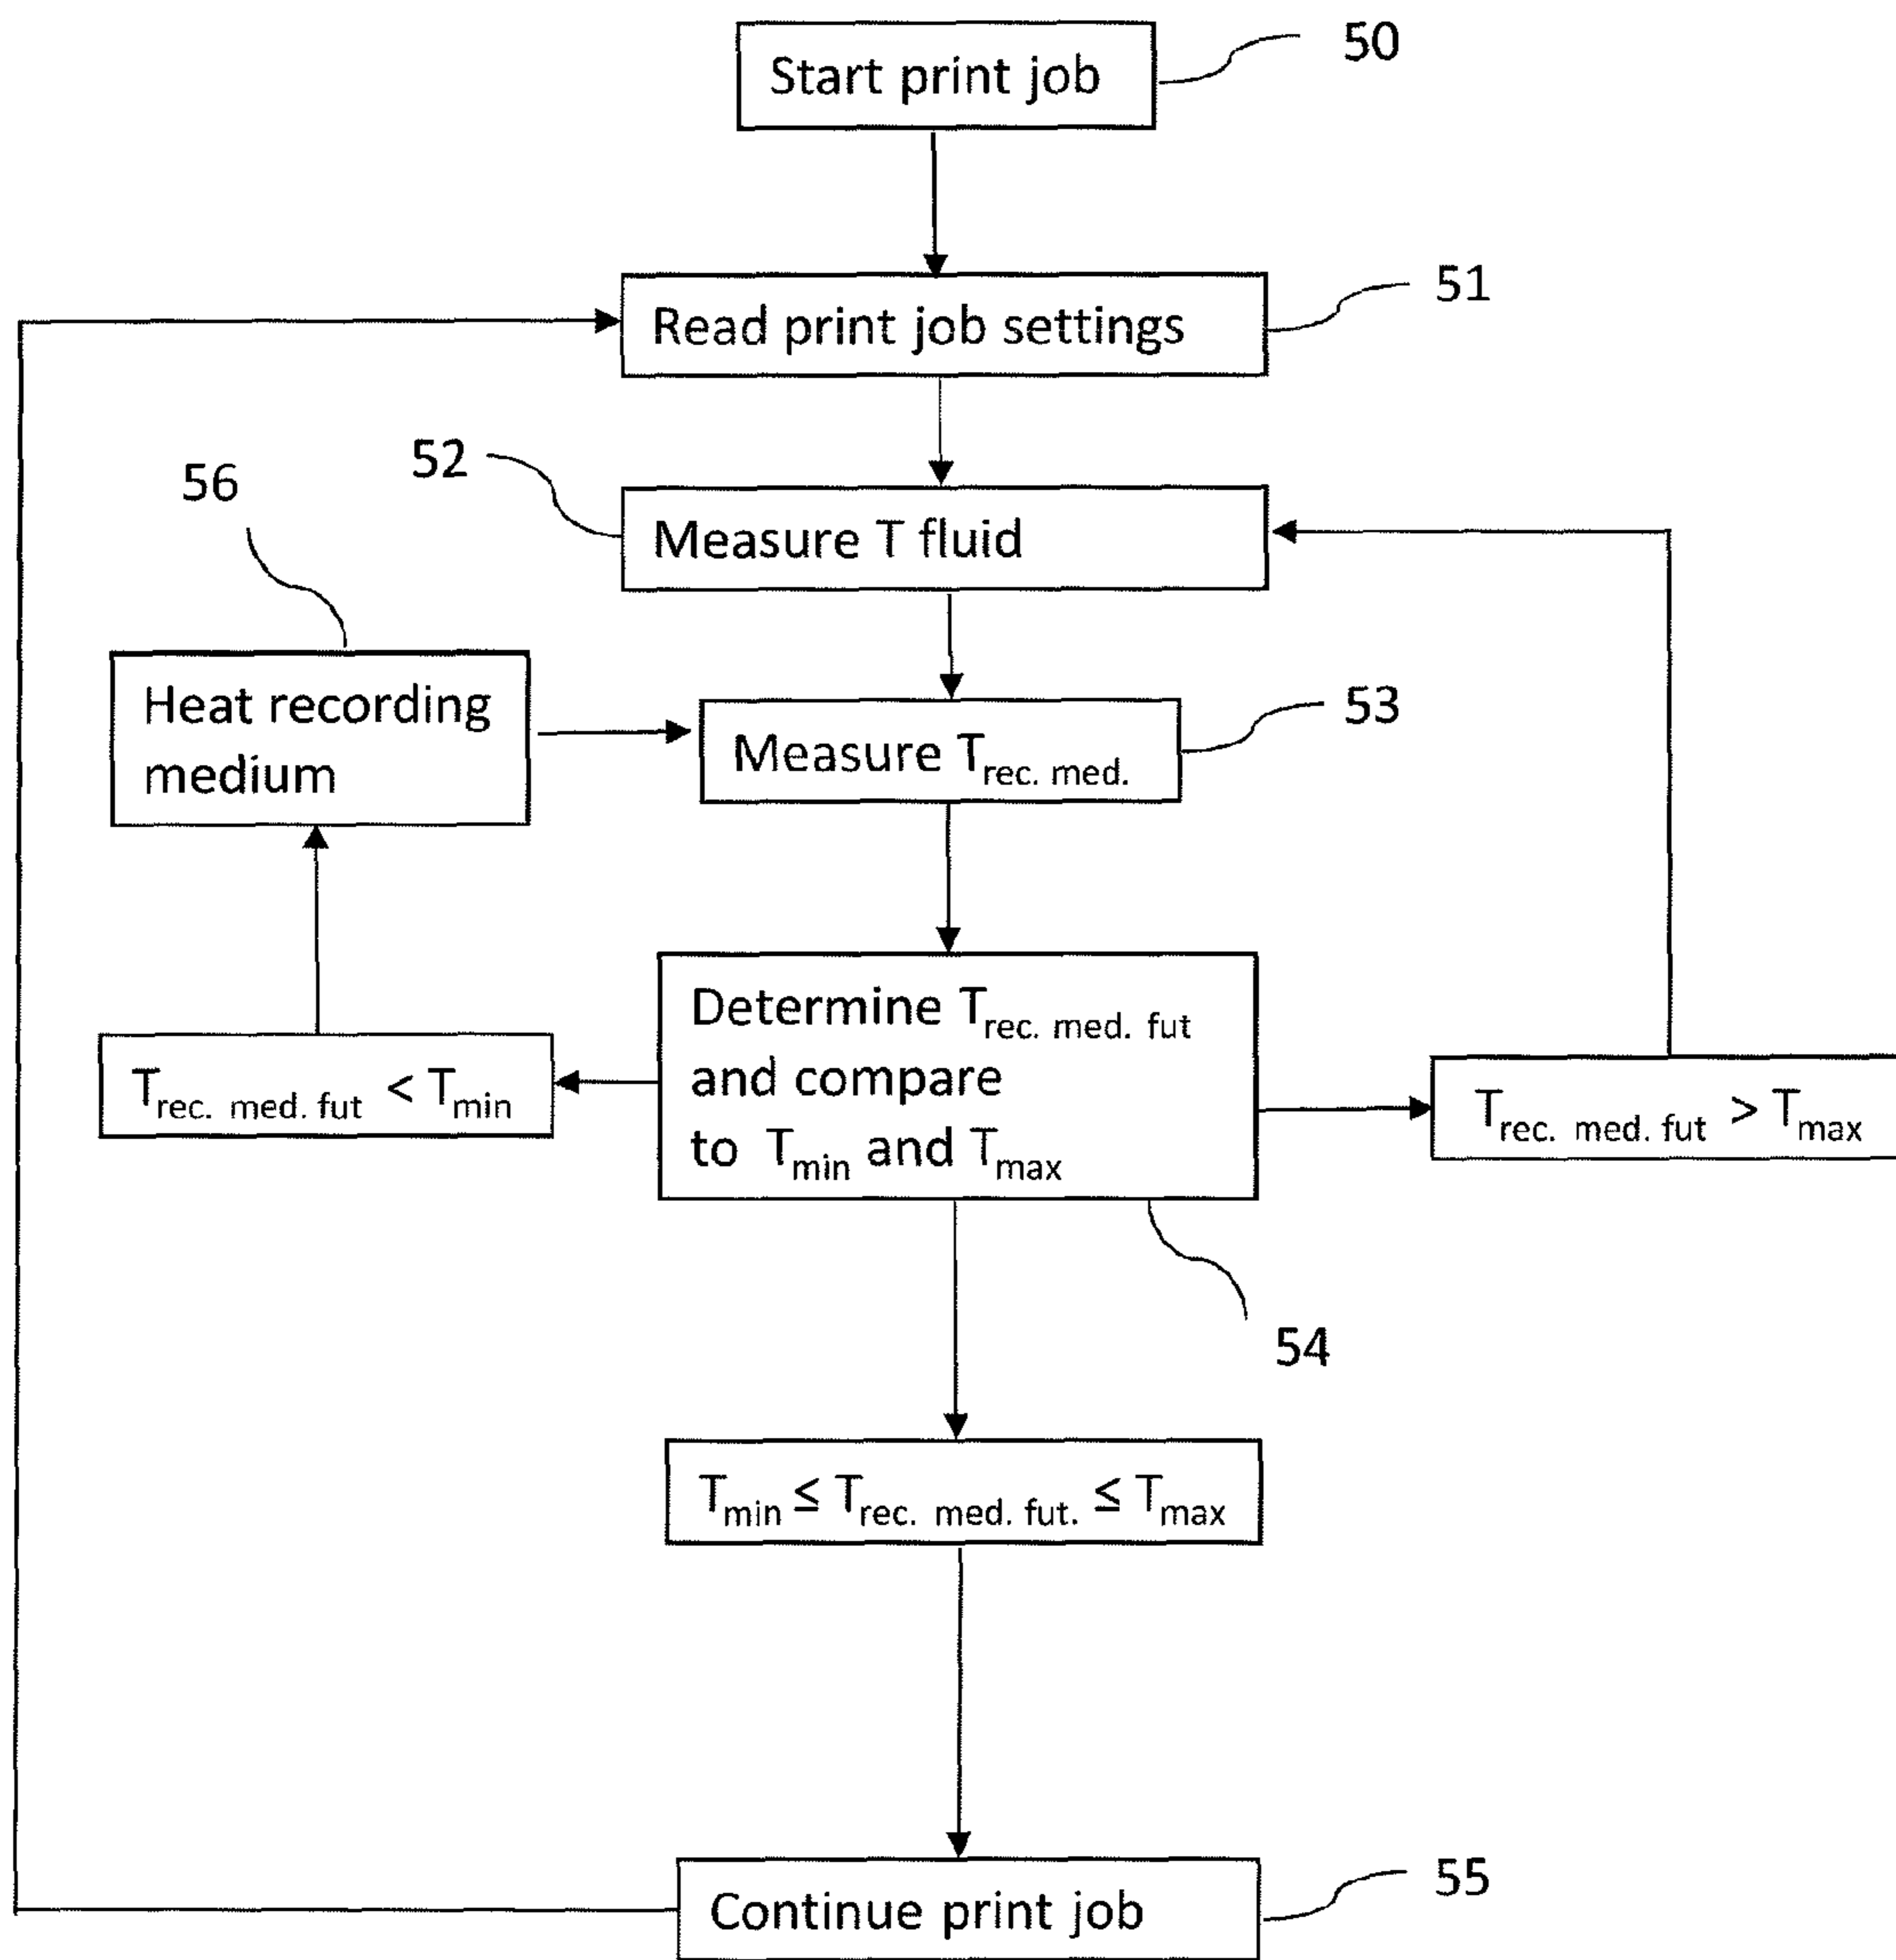 Start print job
50
Read print job settings
51
52
Measure T fluid
56
Heat recording
medium
Measure T rec. med.
53
Determine T rec. med. fut
and compare
to T min and T max
54
T rec. med. fut < T min
T rec. med. fut > T max
T min ≤ T rec. med. fut. ≤ T max
Continue print job
55